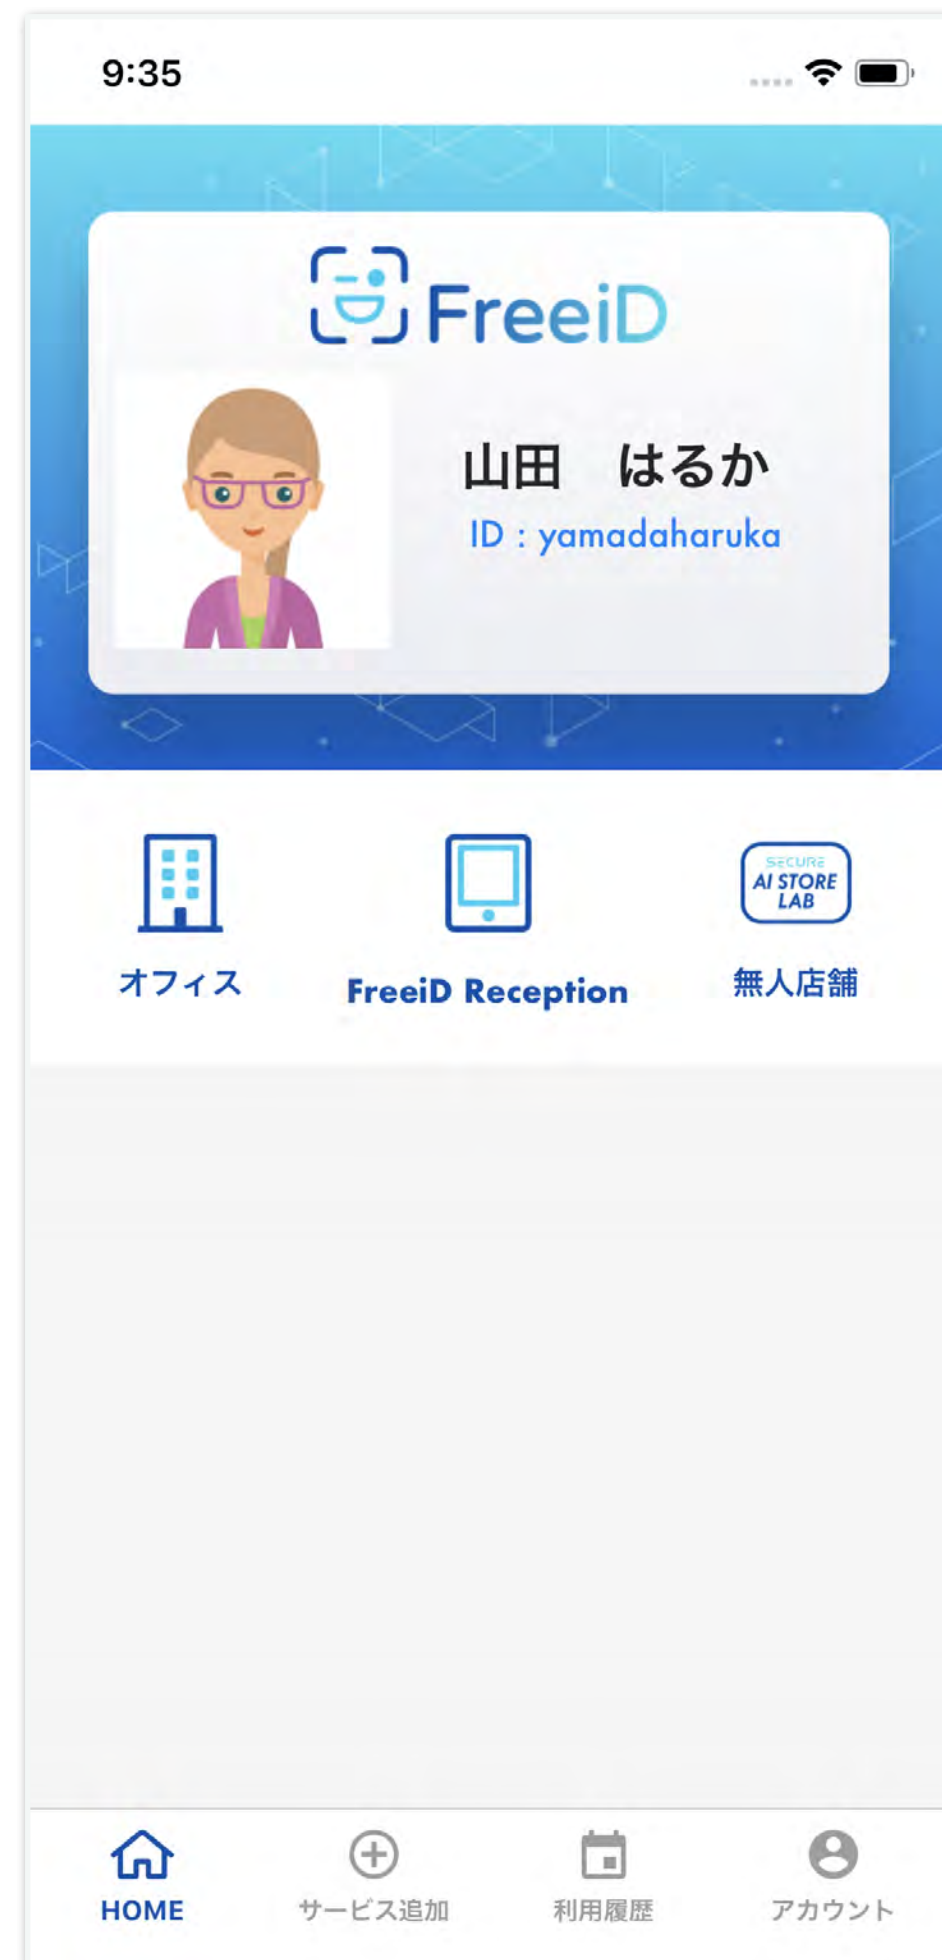 9:35
FreeiD
山田　はるか
ID : yamadaharuka
SECURE
AI STORE
LAB
オフィス
FreeiD Reception
無人店舗
HOME
サービス追加
利用履歴
アカウント